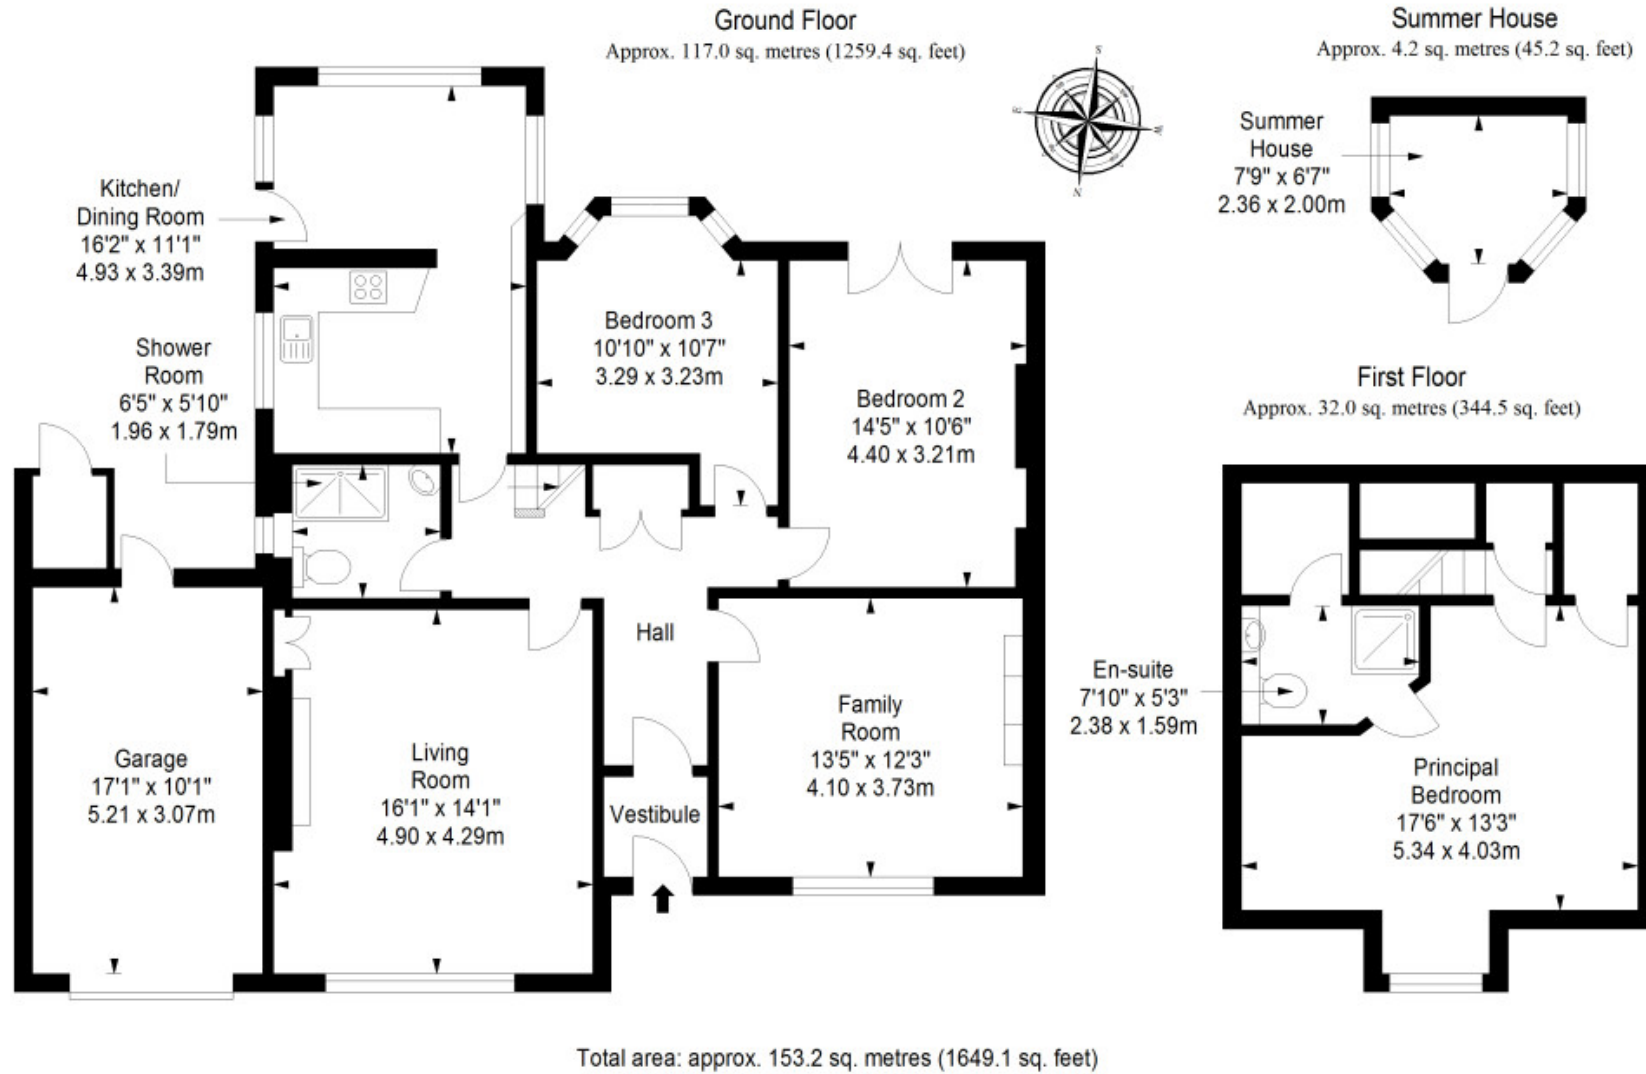 Ground Floor
Approx. 117.0 sq. metres (1259.4 sq. feet)
Summer House
Approx. 4.2 sq. metres (45.2 sq. feet)
S
W
N
Summer
House
7'9" x 6'7"
2.36 x 2.00m
Kitchen/
Dining Room
16'2" x 11'1"
4.93 x 3.39m
Shower
Room
6'5" x 5'10"
1.96 x 1.79m
Bedroom 3
10'10" x 10'7"
3.29 x 3.23m
Bedroom 2
14'5" x 10'6"
4.40 x 3.21m
First Floor
Approx. 32.0 sq. metres (344.5 sq. feet)
Hall
Family
Room
13'5" x 12'3"
4.10 x 3.73m
En-suite
7'10" x 5'3"
2.38 x 1.59m
Garage
17'1" x 10'1"
5.21 x 3.07m
Living
Room
16'1" x 14'1"
4.90 x 4.29m
Vestibule
Principal
Bedroom
17'6" x 13'3"
5.34 x 4.03m
Total area: approx. 153.2 sq. metres (1649.1 sq. feet)